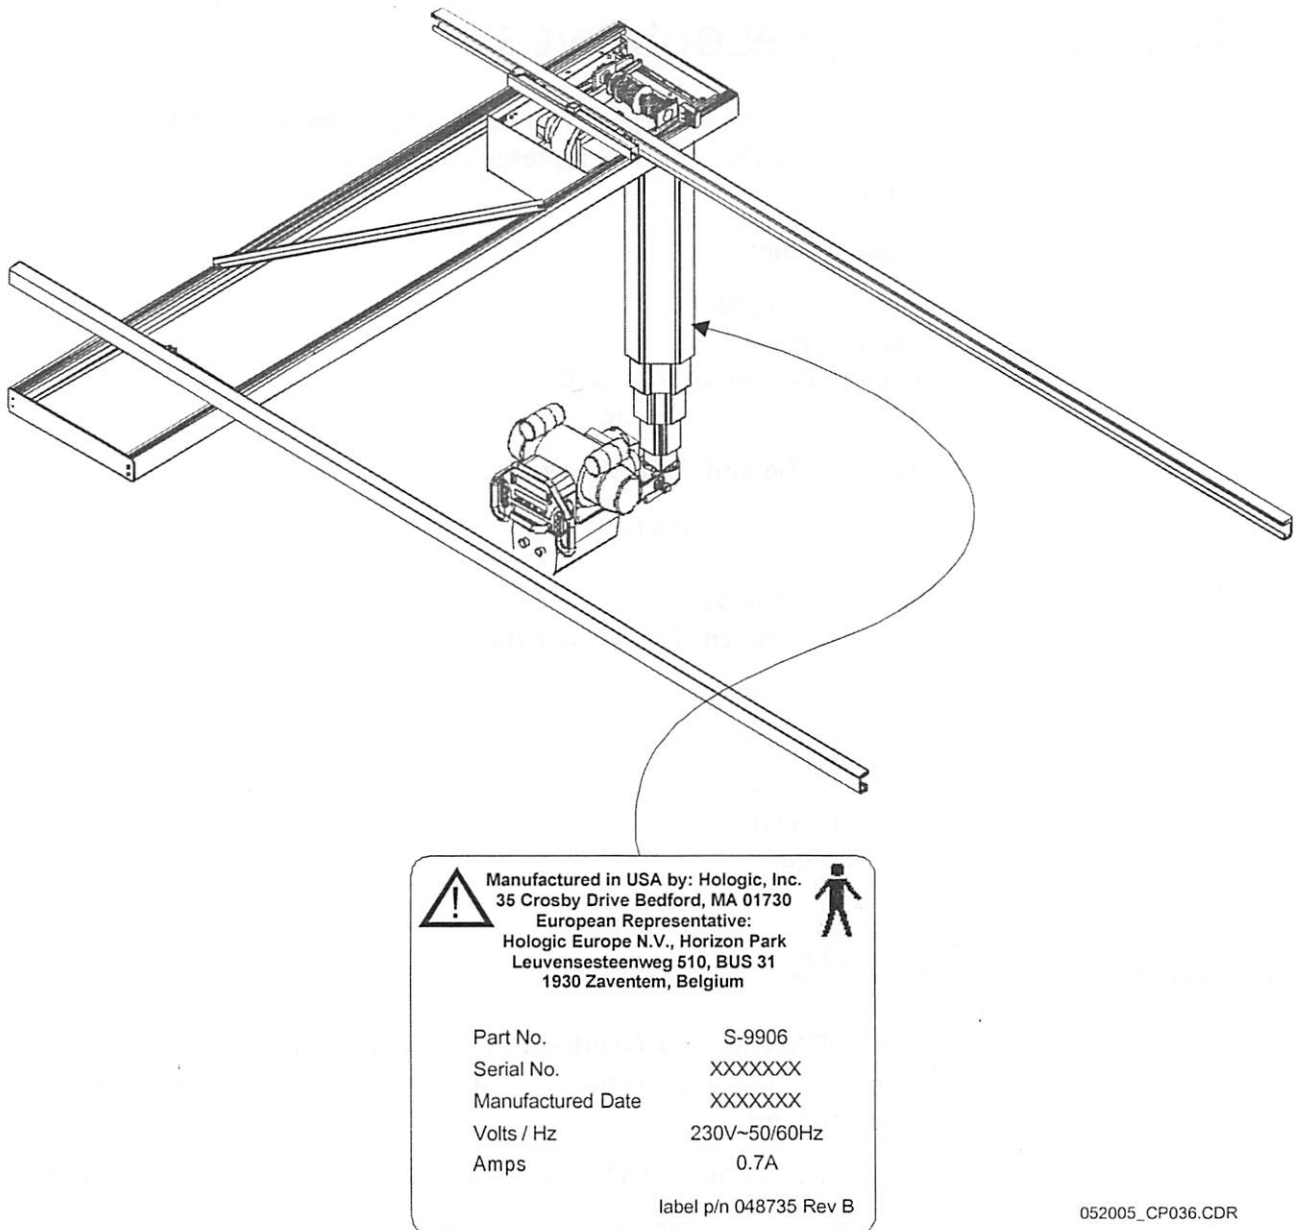 Manufactured in USA by: Hologic, Inc.
35 Crosby Drive Bedford, MA 01730
European Representative:
Hologic Europe N.V., Horizon Park
Leuvensesteenweg 510, BUS 31
1930 Zaventem, Belgium
Part No. S-9906
Serial No. XXXXXXX
Manufactured Date XXXXXXX
Volts / Hz 230V~50/60Hz
Amps 0.7A
label p/n 048735 Rev B
052005_CP036.CDR